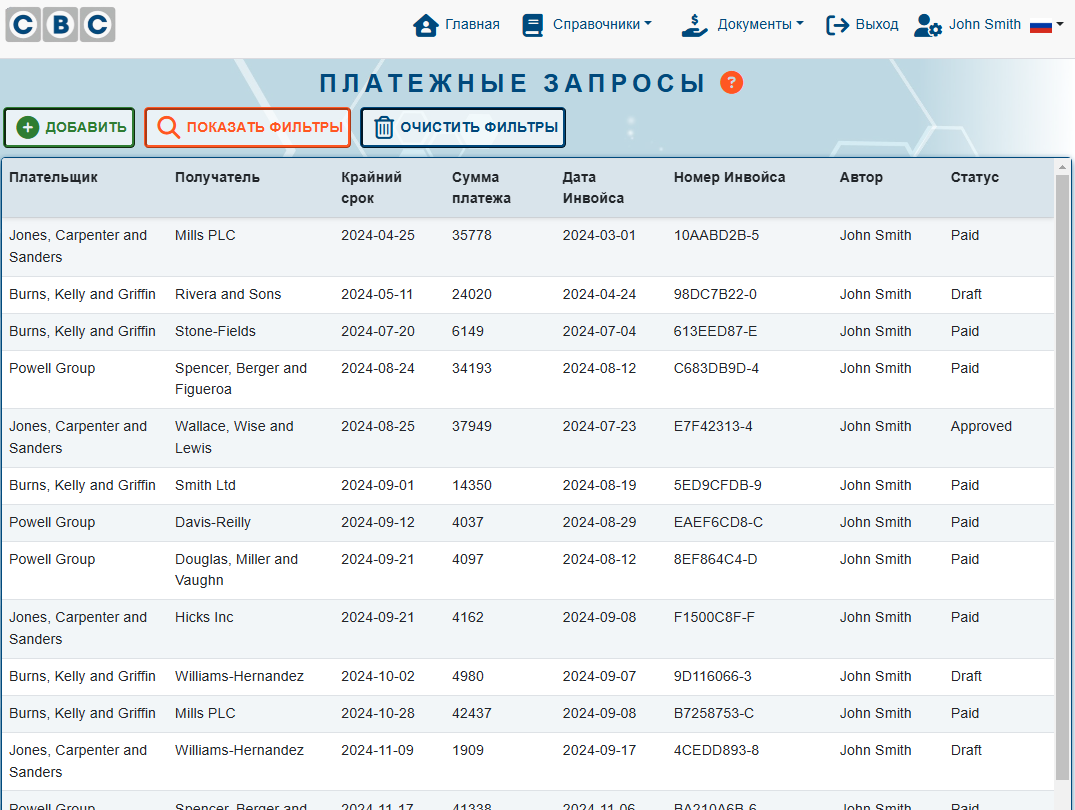 CBC Главная Справочники Документы Выход John Smith
ПЛАТЕЖНЫЕ ЗАПРОСЫ ?
ДОБАВИТЬ ПОКАЗАТЬ ФИЛЬТРЫ ОЧИСТИТЬ ФИЛЬТРЫ
Плательщик Получатель Крайний Сумма Дата Номер Инвойса Автор Статус
срок платежа Инвойса
Jones, Carpenter and Mills PLC 2024-04-25 35778 2024-03-01 10AABD2B-5 John Smith Paid
Sanders
Burns, Kelly and Griffin Rivera and Sons 2024-05-11 24020 2024-04-24 98DC7B22-0 John Smith Draft
Burns, Kelly and Griffin Stone-Fields 2024-07-20 6149 2024-07-04 613EED87-E John Smith Paid
Powell Group Spencer, Berger and 2024-08-24 34193 2024-08-12 C683DB9D-4 John Smith Paid
Figueroa
Jones, Carpenter and Wallace, Wise and 2024-08-25 37949 2024-07-23 E7F42313-4 John Smith Approved
Sanders Lewis
Burns, Kelly and Griffin Smith Ltd 2024-09-01 14350 2024-08-19 5ED9CFDB-9 John Smith Paid
Powell Group Davis-Reilly 2024-09-12 4037 2024-08-29 EAEF6CD8-C John Smith Paid
Powell Group Douglas, Miller and 2024-09-21 4097 2024-08-12 8EF864C4-D John Smith Paid
Vaughn
Jones, Carpenter and Hicks Inc 2024-09-21 4162 2024-09-08 F1500C8F-F John Smith Paid
Sanders
Burns, Kelly and Griffin Williams-Hernandez 2024-10-02 4980 2024-09-07 9D116066-3 John Smith Draft
Burns, Kelly and Griffin Mills PLC 2024-10-28 42437 2024-09-08 B7258753-C John Smith Paid
Jones, Carpenter and Williams-Hernandez 2024-11-09 1909 2024-09-17 4CEDD893-8 John Smith Draft
Sanders
Powell Group Spencer, Berger and 2024-11-17 41338 2024-11-06 BA210A6B-6 John Smith Paid